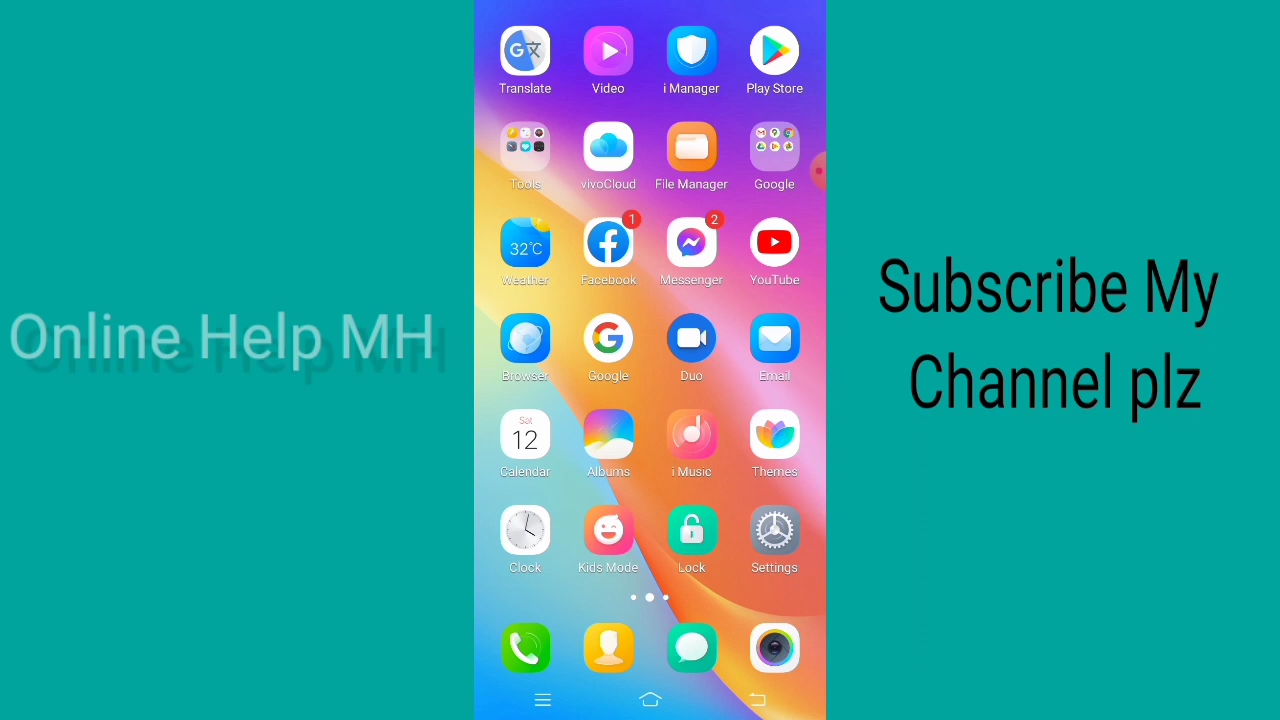 Translate Video i Manager Play Store
Tools vivoCloud File Manager Google
1 2
32°C
Weather Facebook Messenger YouTube
Browser Google Duo Email
Sat
12
Calendar Albums i Music Themes
Clock Kids Mode Lock Settings
Online Help MH
Subscribe My
Channel plz